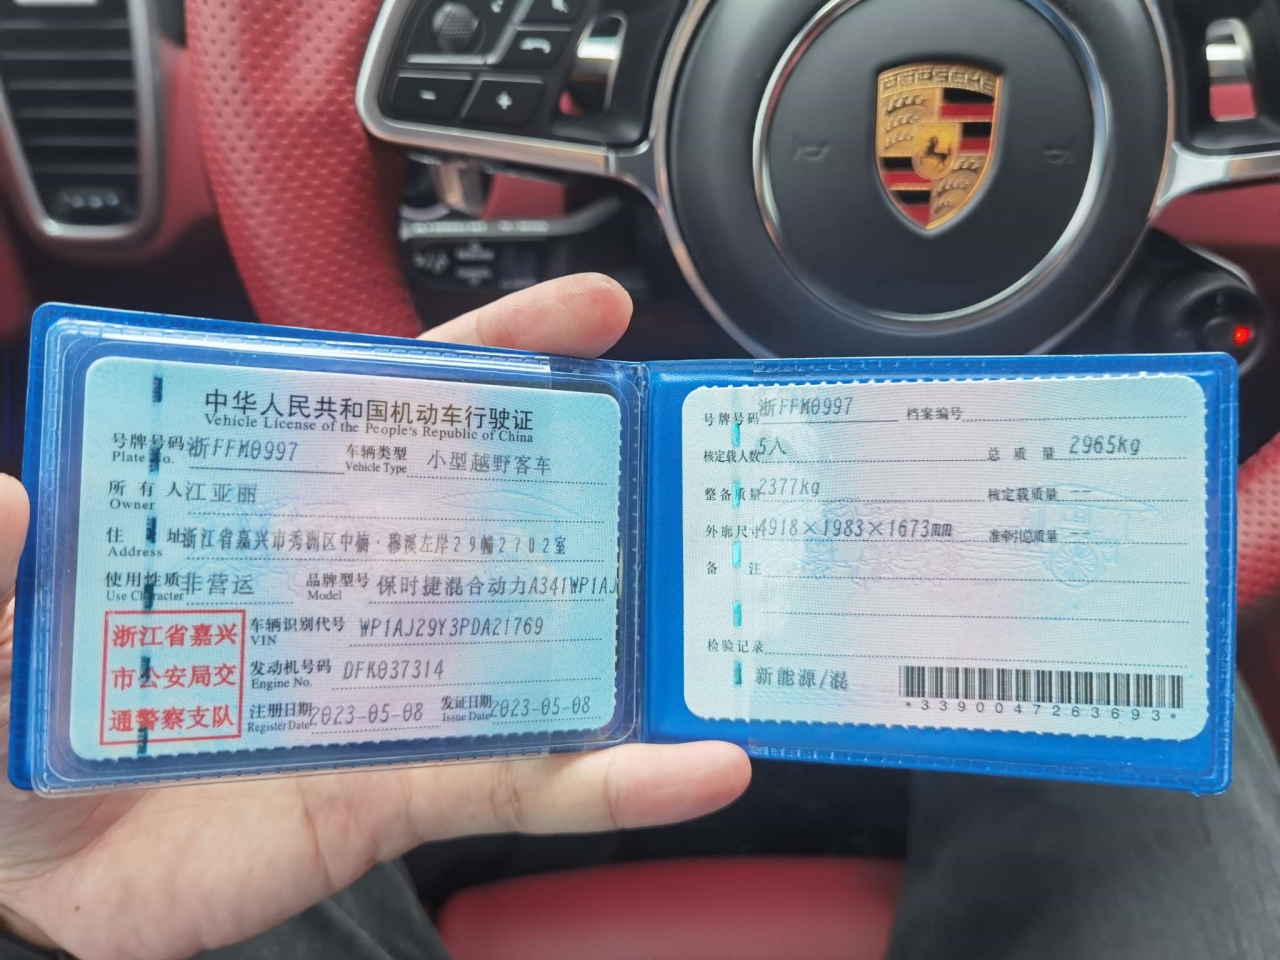 PORSCHE
中华人民共和国机动车行驶证
Vehicle License of the People's Republic of China
号牌号码 浙FFM0997 车辆类型 小型越野客车
Plate No. Vehicle Type
所有人 江亚丽
Owner
住址 浙江省嘉兴市秀洲区中楠·穆溪左岸29幢2702室
Address
使用性质 非营运 品牌型号 保时捷混合动力A341WP1AJ
Use Character Model
浙江省嘉兴
市公安局交
通警察支队
车辆识别代号 WP1AJ29Y3PDA21769
VIN
发动机号码 DFK037314
Engine No.
注册日期 2023-05-08 发证日期 2023-05-08
Register Date Issue Date
号牌号码 浙FFM0997 档案编号
核定载人数 5人 总质量 2965kg
整备质量 2377kg 核定载质量 --
外廓尺寸 4918×1983×1673mm 准牵引总质量 --
备注
检验记录
新能源/混
*3390047263693*